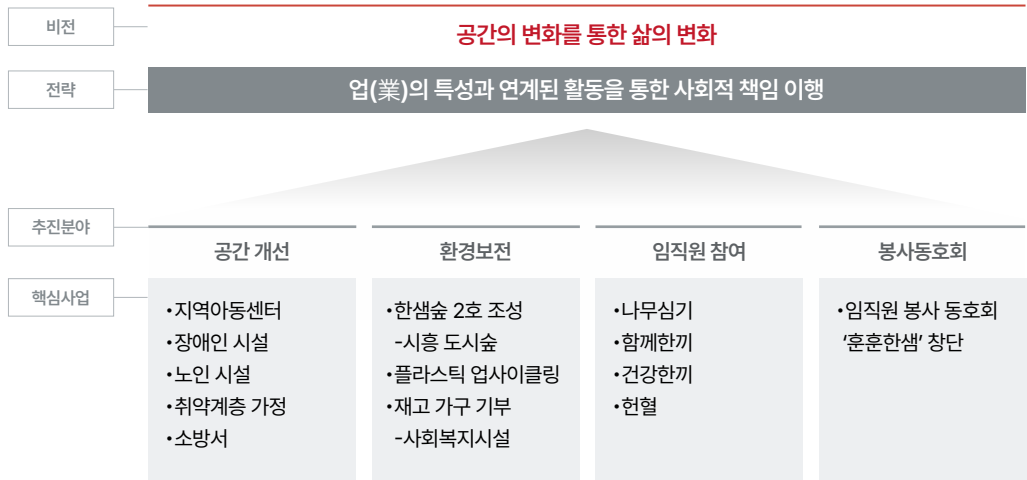 비전
공간의 변화를 통한 삶의 변화
전략
업(業)의 특성과 연계된 활동을 통한 사회적 책임 이행
추진분야
공간 개선
환경보전
임직원 참여
봉사동호회
핵심사업
•지역아동센터
•장애인 시설
•노인 시설
•취약계층 가정
•소방서
•한샘숲 2호 조성
-시흥 도시숲
•플라스틱 업사이클링
•재고 가구 기부
-사회복지시설
•나무심기
•함께한끼
•건강한끼
•헌혈
•임직원 봉사 동호회
‘훈훈한샘’ 창단